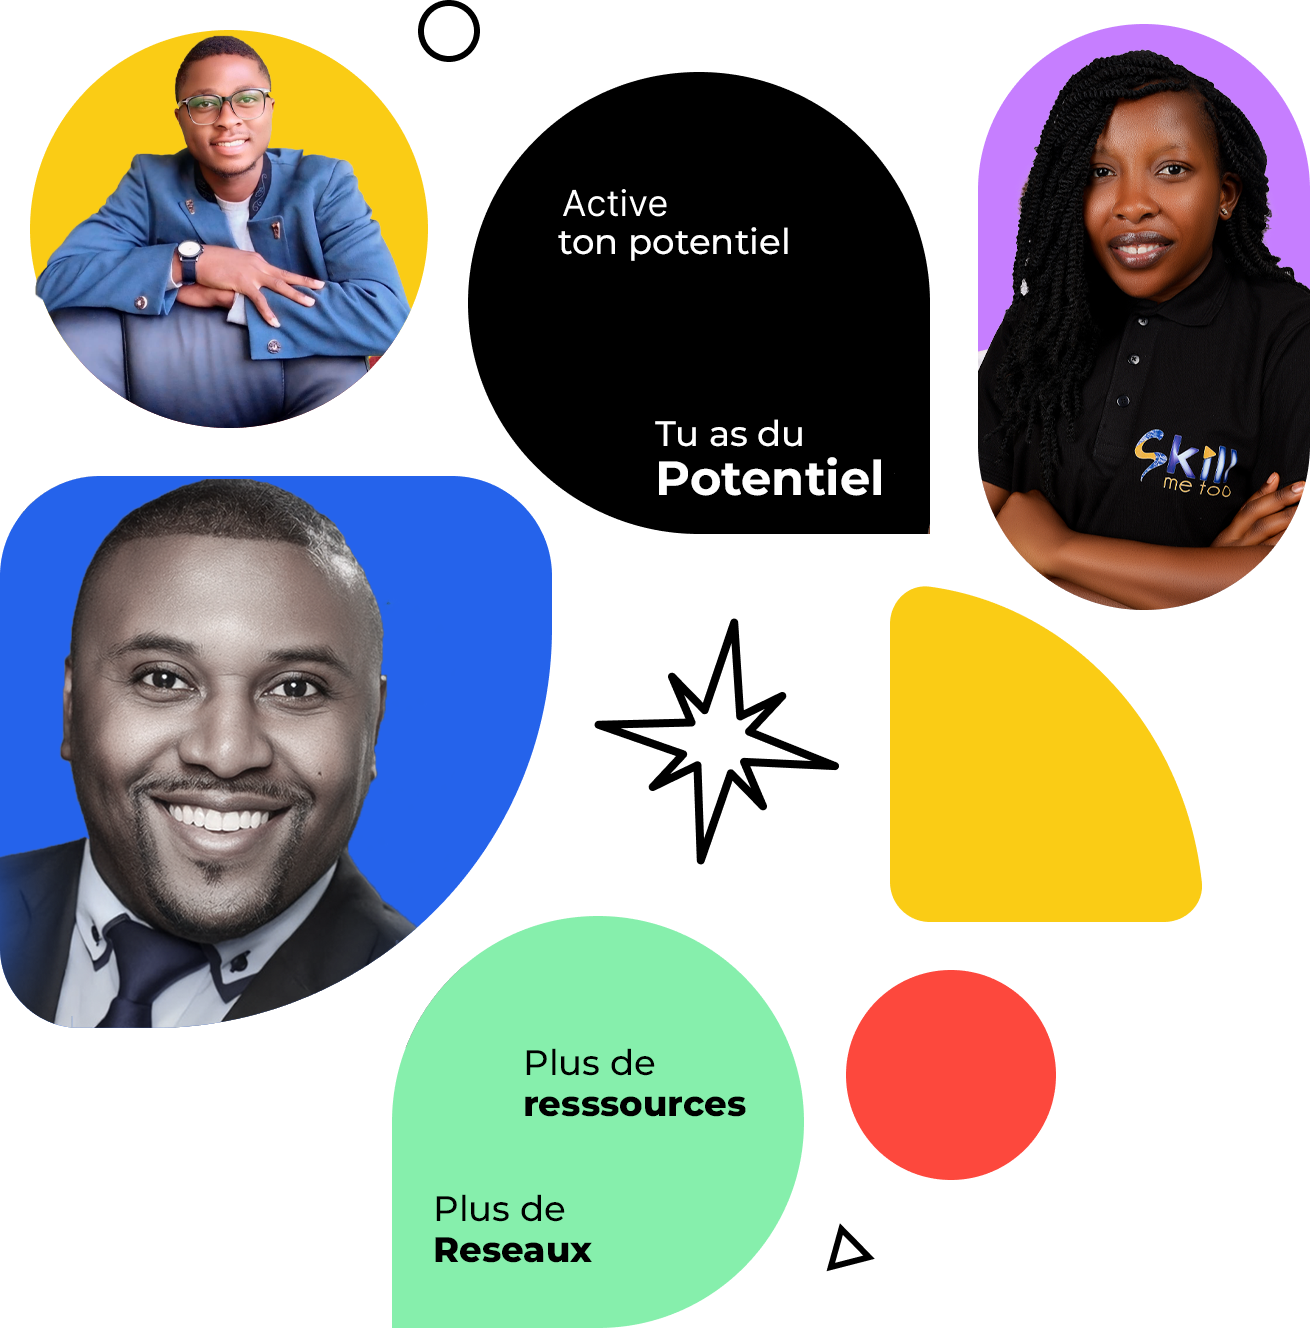 Active
ton potentiel
Tu as du
Potentiel
Skill
me too
Plus de
resssources
Plus de
Reseaux